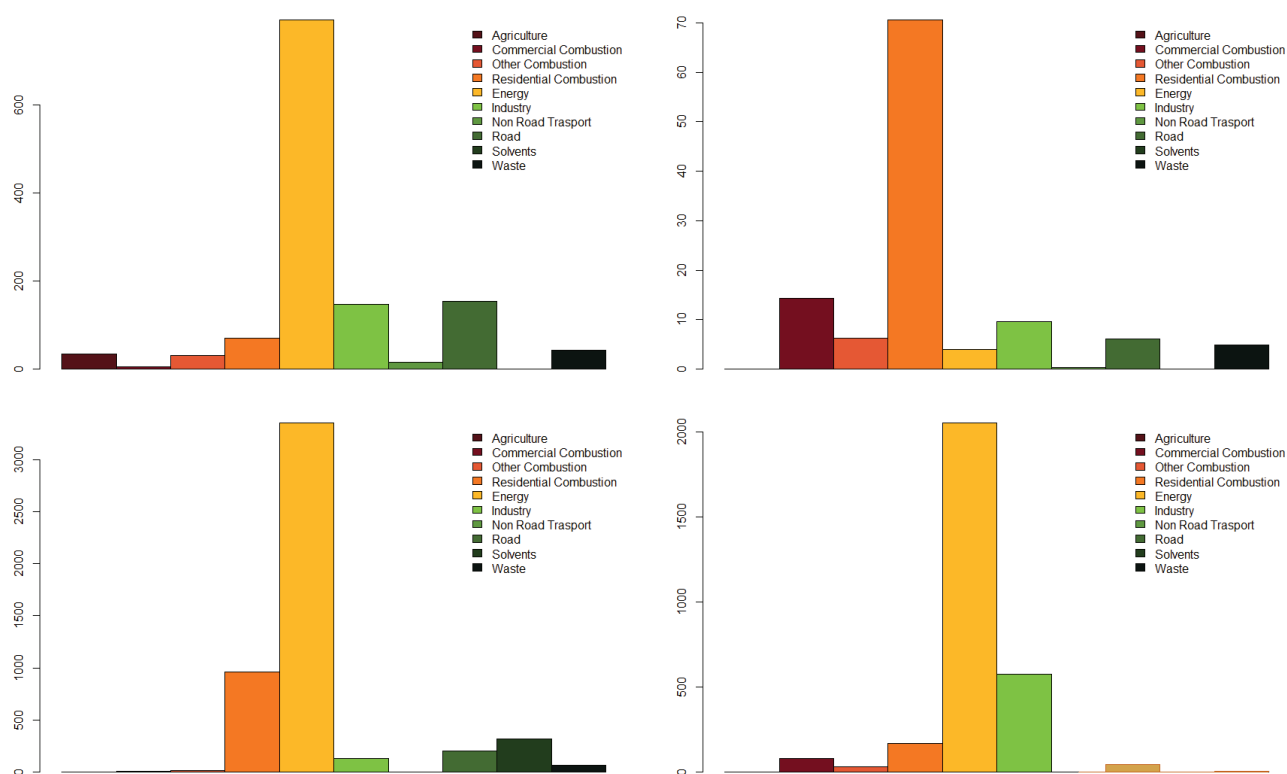 600
400
200
0
Agriculture
Commercial Combustion
Other Combustion
Residential Combustion
Energy
Industry
Non Road Trasport
Road
Solvents
Waste
70
60
50
40
30
20
10
0
Agriculture
Commercial Combustion
Other Combustion
Residential Combustion
Energy
Industry
Non Road Trasport
Road
Solvents
Waste
3000
2500
2000
1500
1000
500
0
Agriculture
Commercial Combustion
Other Combustion
Residential Combustion
Energy
Industry
Non Road Trasport
Road
Solvents
Waste
2000
1500
1000
500
0
Agriculture
Commercial Combustion
Other Combustion
Residential Combustion
Energy
Industry
Non Road Trasport
Road
Solvents
Waste